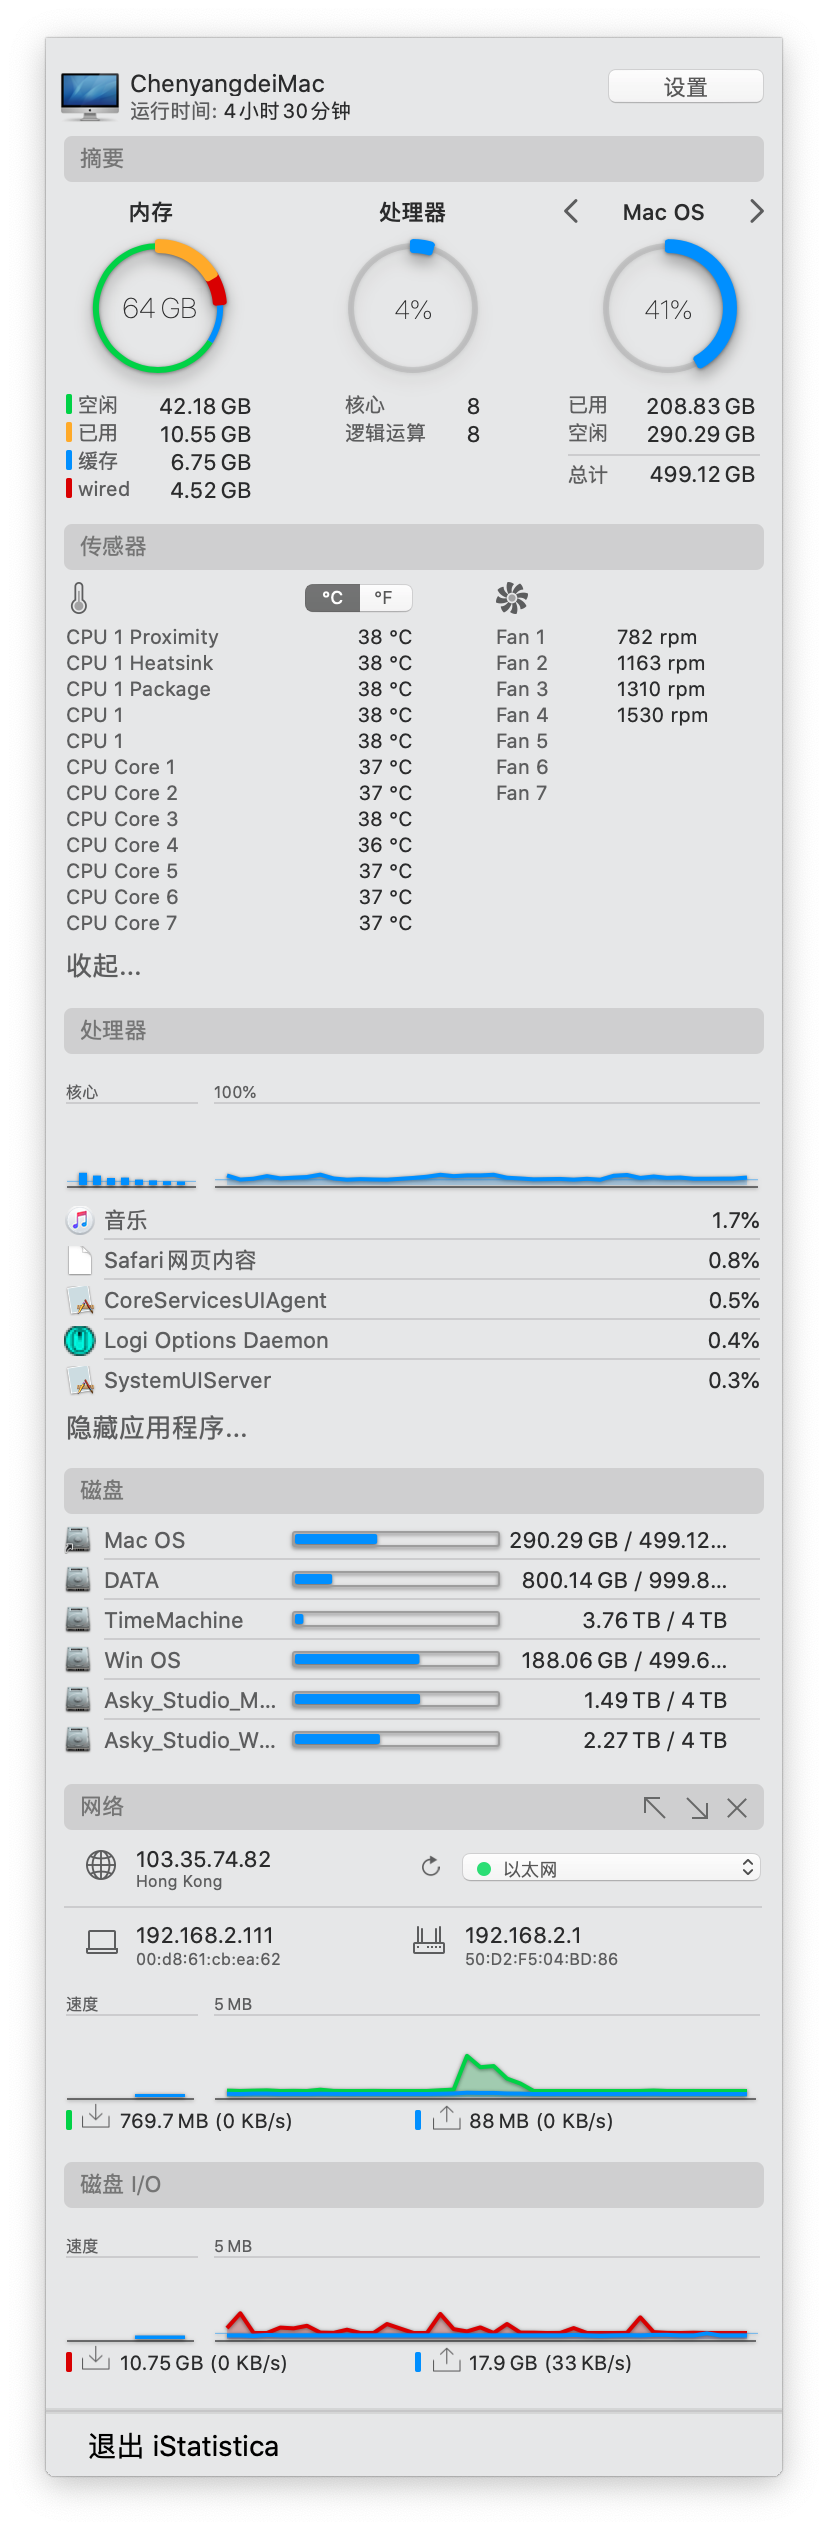 ChenyangdeiMac
运行时间: 4小时30分钟
设置
摘要
内存
处理器
Mac OS
64 GB
4%
41%
空闲 42.18 GB
已用 10.55 GB
缓存 6.75 GB
wired 4.52 GB
核心 8
逻辑运算 8
已用 208.83 GB
空闲 290.29 GB
总计 499.12 GB
传感器
°C °F
CPU 1 Proximity 38 °C
CPU 1 Heatsink 38 °C
CPU 1 Package 38 °C
CPU 1 38 °C
CPU 1 38 °C
CPU Core 1 37 °C
CPU Core 2 37 °C
CPU Core 3 38 °C
CPU Core 4 36 °C
CPU Core 5 37 °C
CPU Core 6 37 °C
CPU Core 7 37 °C
Fan 1 782 rpm
Fan 2 1163 rpm
Fan 3 1310 rpm
Fan 4 1530 rpm
Fan 5
Fan 6
Fan 7
收起...
处理器
核心 100%
音乐 1.7%
Safari网页内容 0.8%
CoreServicesUIAgent 0.5%
Logi Options Daemon 0.4%
SystemUIServer 0.3%
隐藏应用程序...
磁盘
Mac OS 290.29 GB / 499.12...
DATA 800.14 GB / 999.8...
TimeMachine 3.76 TB / 4 TB
Win OS 188.06 GB / 499.6...
Asky_Studio_M... 1.49 TB / 4 TB
Asky_Studio_W... 2.27 TB / 4 TB
网络
103.35.74.82
Hong Kong
以太网
192.168.2.111
00:d8:61:cb:ea:62
192.168.2.1
50:D2:F5:04:BD:86
速度 5 MB
769.7 MB (0 KB/s) 88 MB (0 KB/s)
磁盘 I/O
速度 5 MB
10.75 GB (0 KB/s) 17.9 GB (33 KB/s)
退出 iStatistica